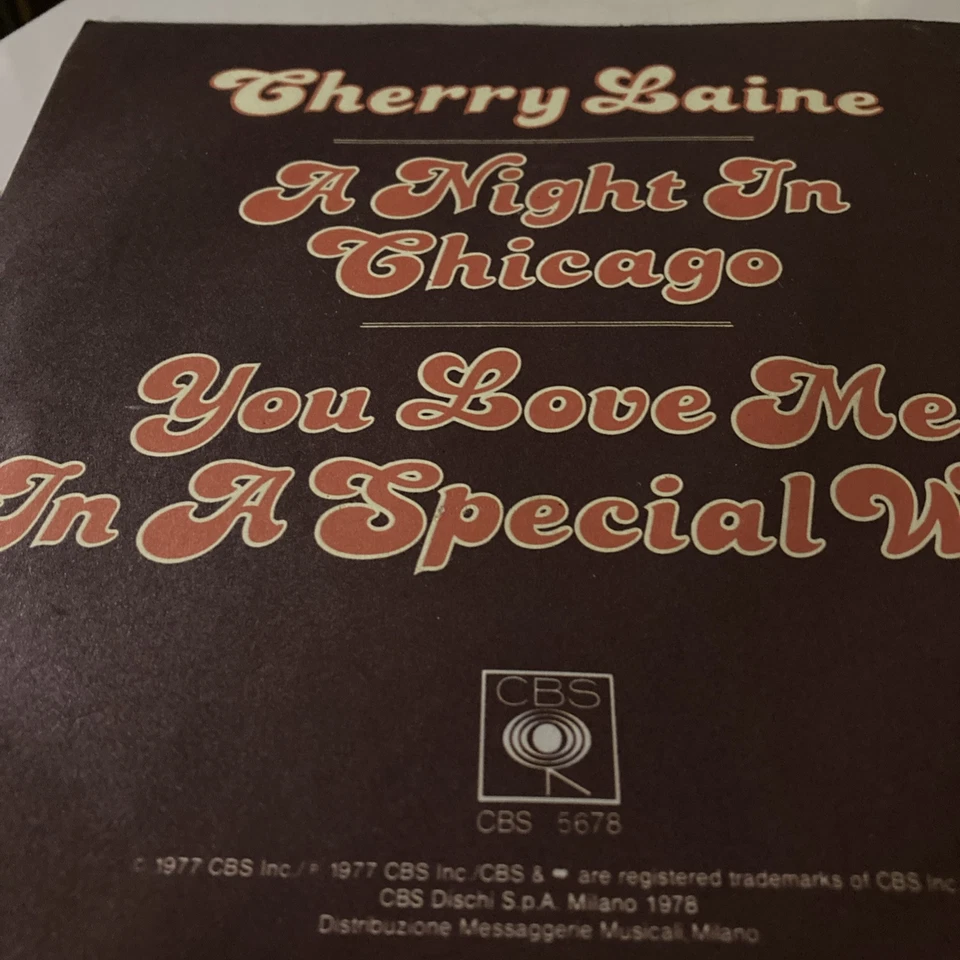 Cherry Laine
A Night In
Chicago
You Love Me
In A Special
CBS
CBS 5678
© 1977 CBS Inc./℗ 1977 CBS Inc./CBS & are registered trademarks of CBS Inc.
CBS Dischi S.p.A. Milano 1978
Distribuzione Messaggerie Musicali, Milano